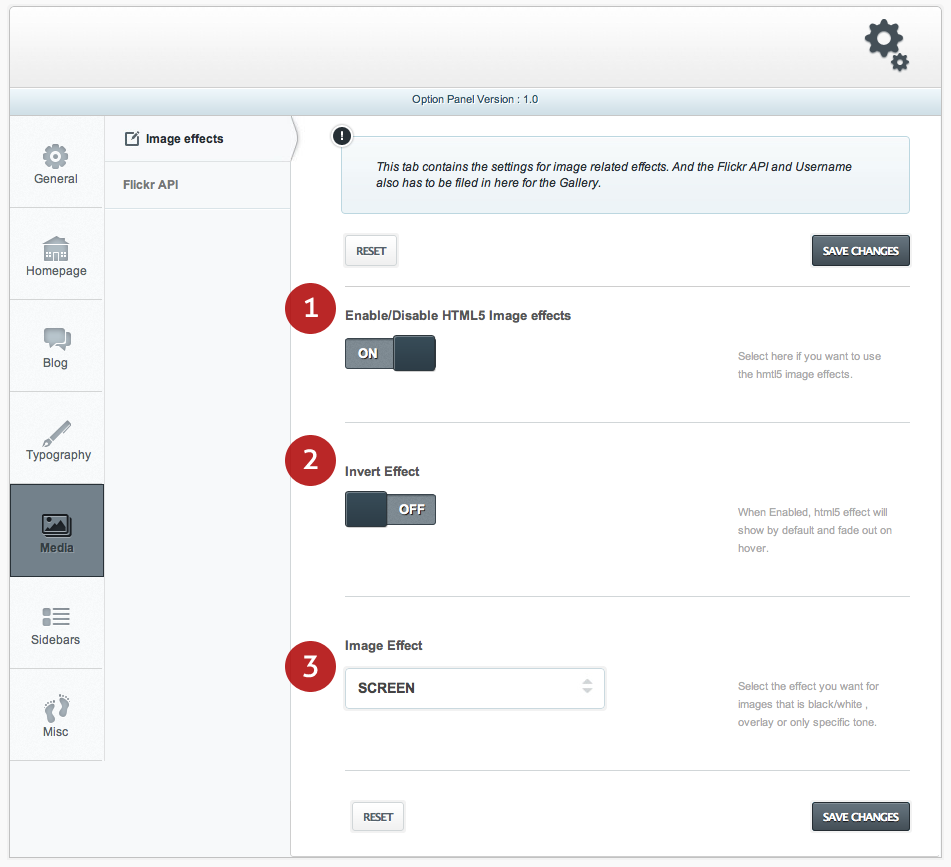 Option Panel Version : 1.0
General
Homepage
Blog
Typography
Media
Sidebars
Misc
Image effects
Flickr API
!
This tab contains the settings for image related effects. And the Flickr API and Username
also has to be filed in here for the Gallery.
RESET
SAVE CHANGES
1
Enable/Disable HTML5 Image effects
ON
Select here if you want to use
the hmtl5 image effects.
2
Invert Effect
OFF
When Enabled, html5 effect will
show by default and fade out on
hover.
3
Image Effect
SCREEN
Select the effect you want for
images that is black/white ,
overlay or only specific tone.
RESET
SAVE CHANGES